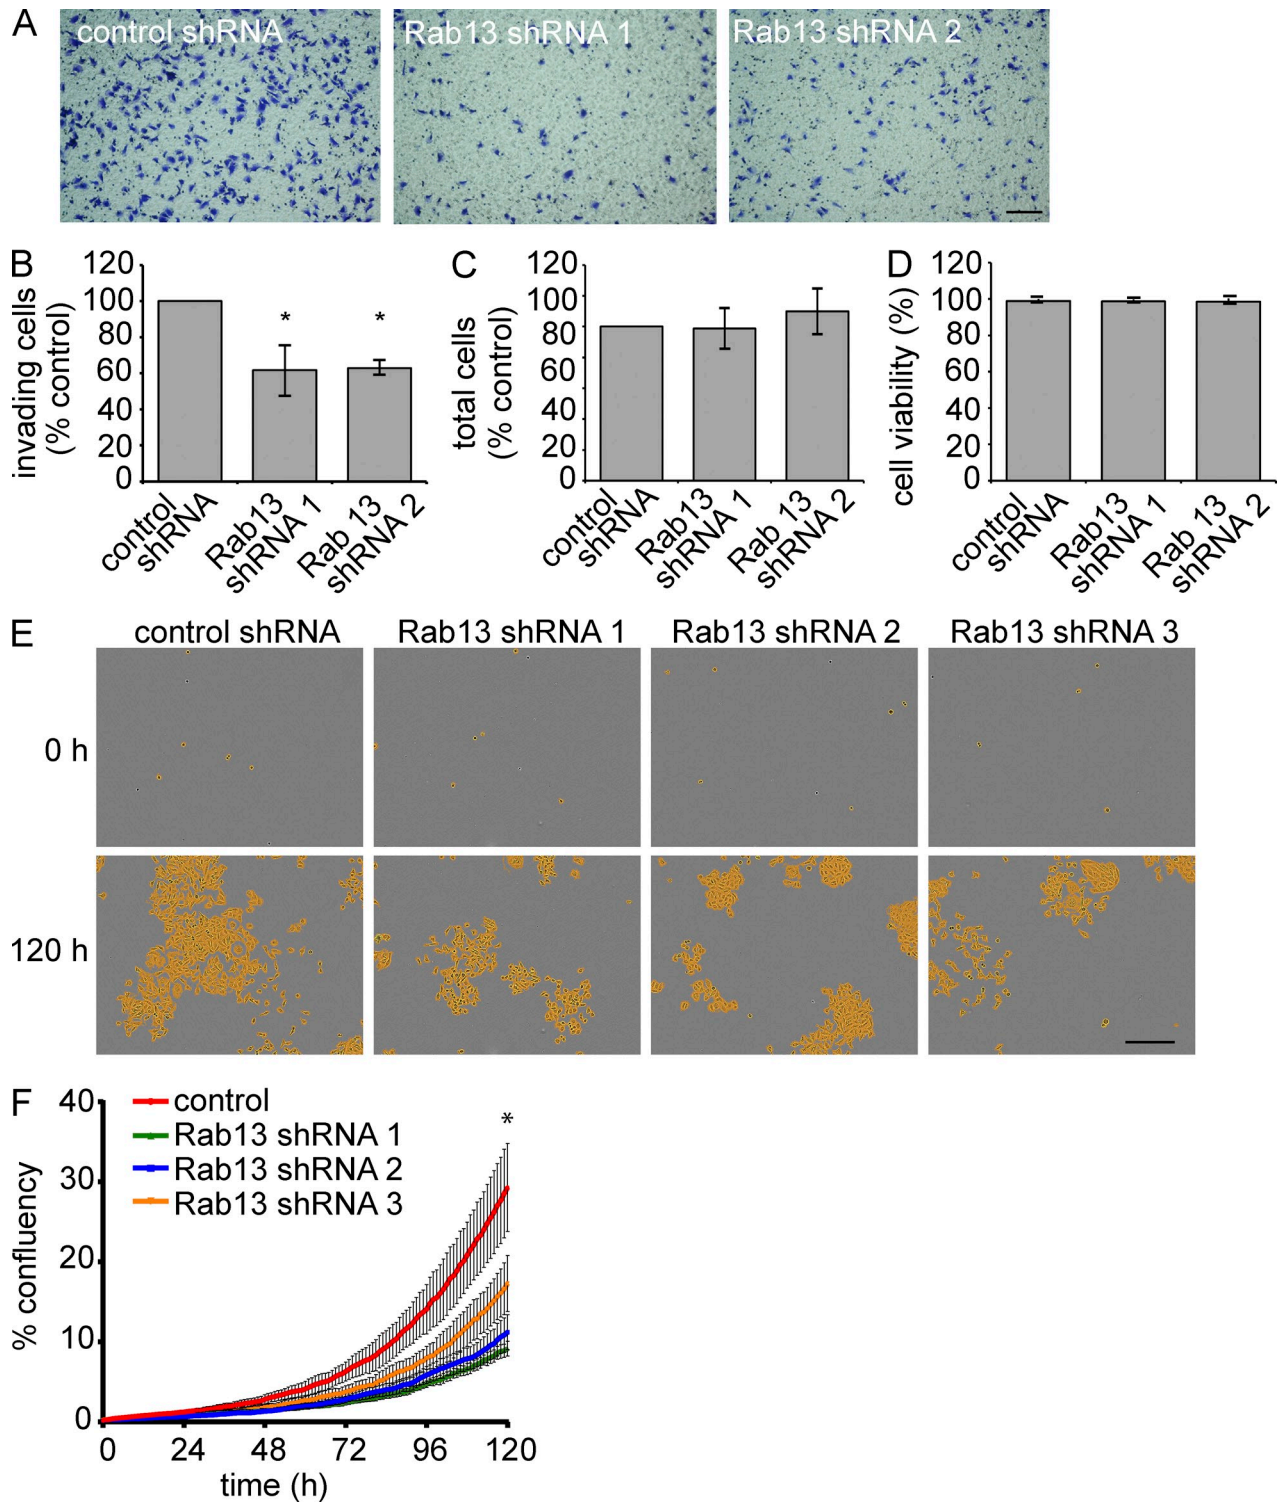 A
control shRNA
Rab13 shRNA 1
Rab13 shRNA 2
B
invading cells
(% control)
120
100
80
60
40
20
0
*
*
control
shRNA
Rab13
shRNA 1
Rab 13
shRNA 2
C
total cells
(% control)
120
100
80
60
40
20
0
control
shRNA
Rab13
shRNA 1
Rab 13
shRNA 2
D
cell viability (%)
120
100
80
60
40
20
0
control
shRNA
Rab13
shRNA 1
Rab 13
shRNA 2
E
control shRNA
Rab13 shRNA 1
Rab13 shRNA 2
Rab13 shRNA 3
0 h
120 h
F
% confluency
40
30
20
10
0
control
Rab13 shRNA 1
Rab13 shRNA 2
Rab13 shRNA 3
*
0
24
48
72
96
120
time (h)